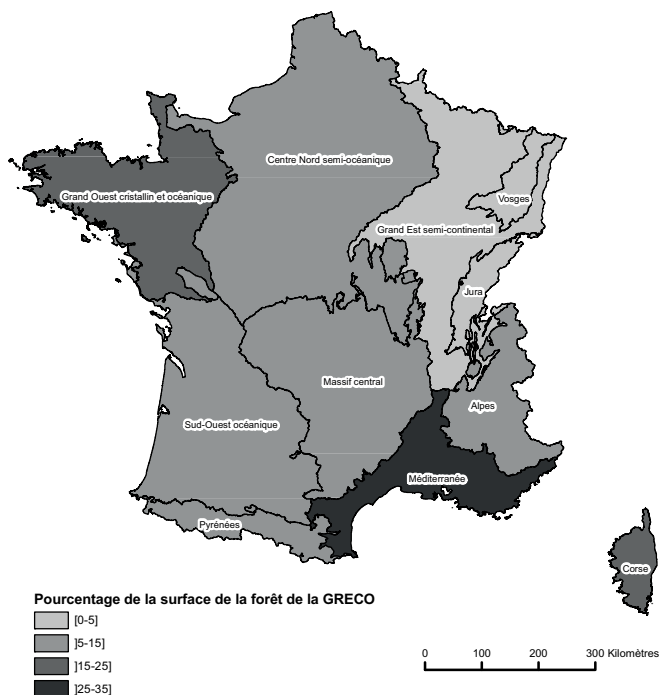 Centre Nord semi-océanique
Grand Ouest cristallin et océanique
Vosges
Grand Est semi-continental
Jura
Massif central
Alpes
Sud-Ouest océanique
Méditerranée
Pyrénées
Corse
Pourcentage de la surface de la forêt de la GRECO
[0-5]
]5-15]
]15-25]
]25-35]
0 100 200 300 Kilomètres